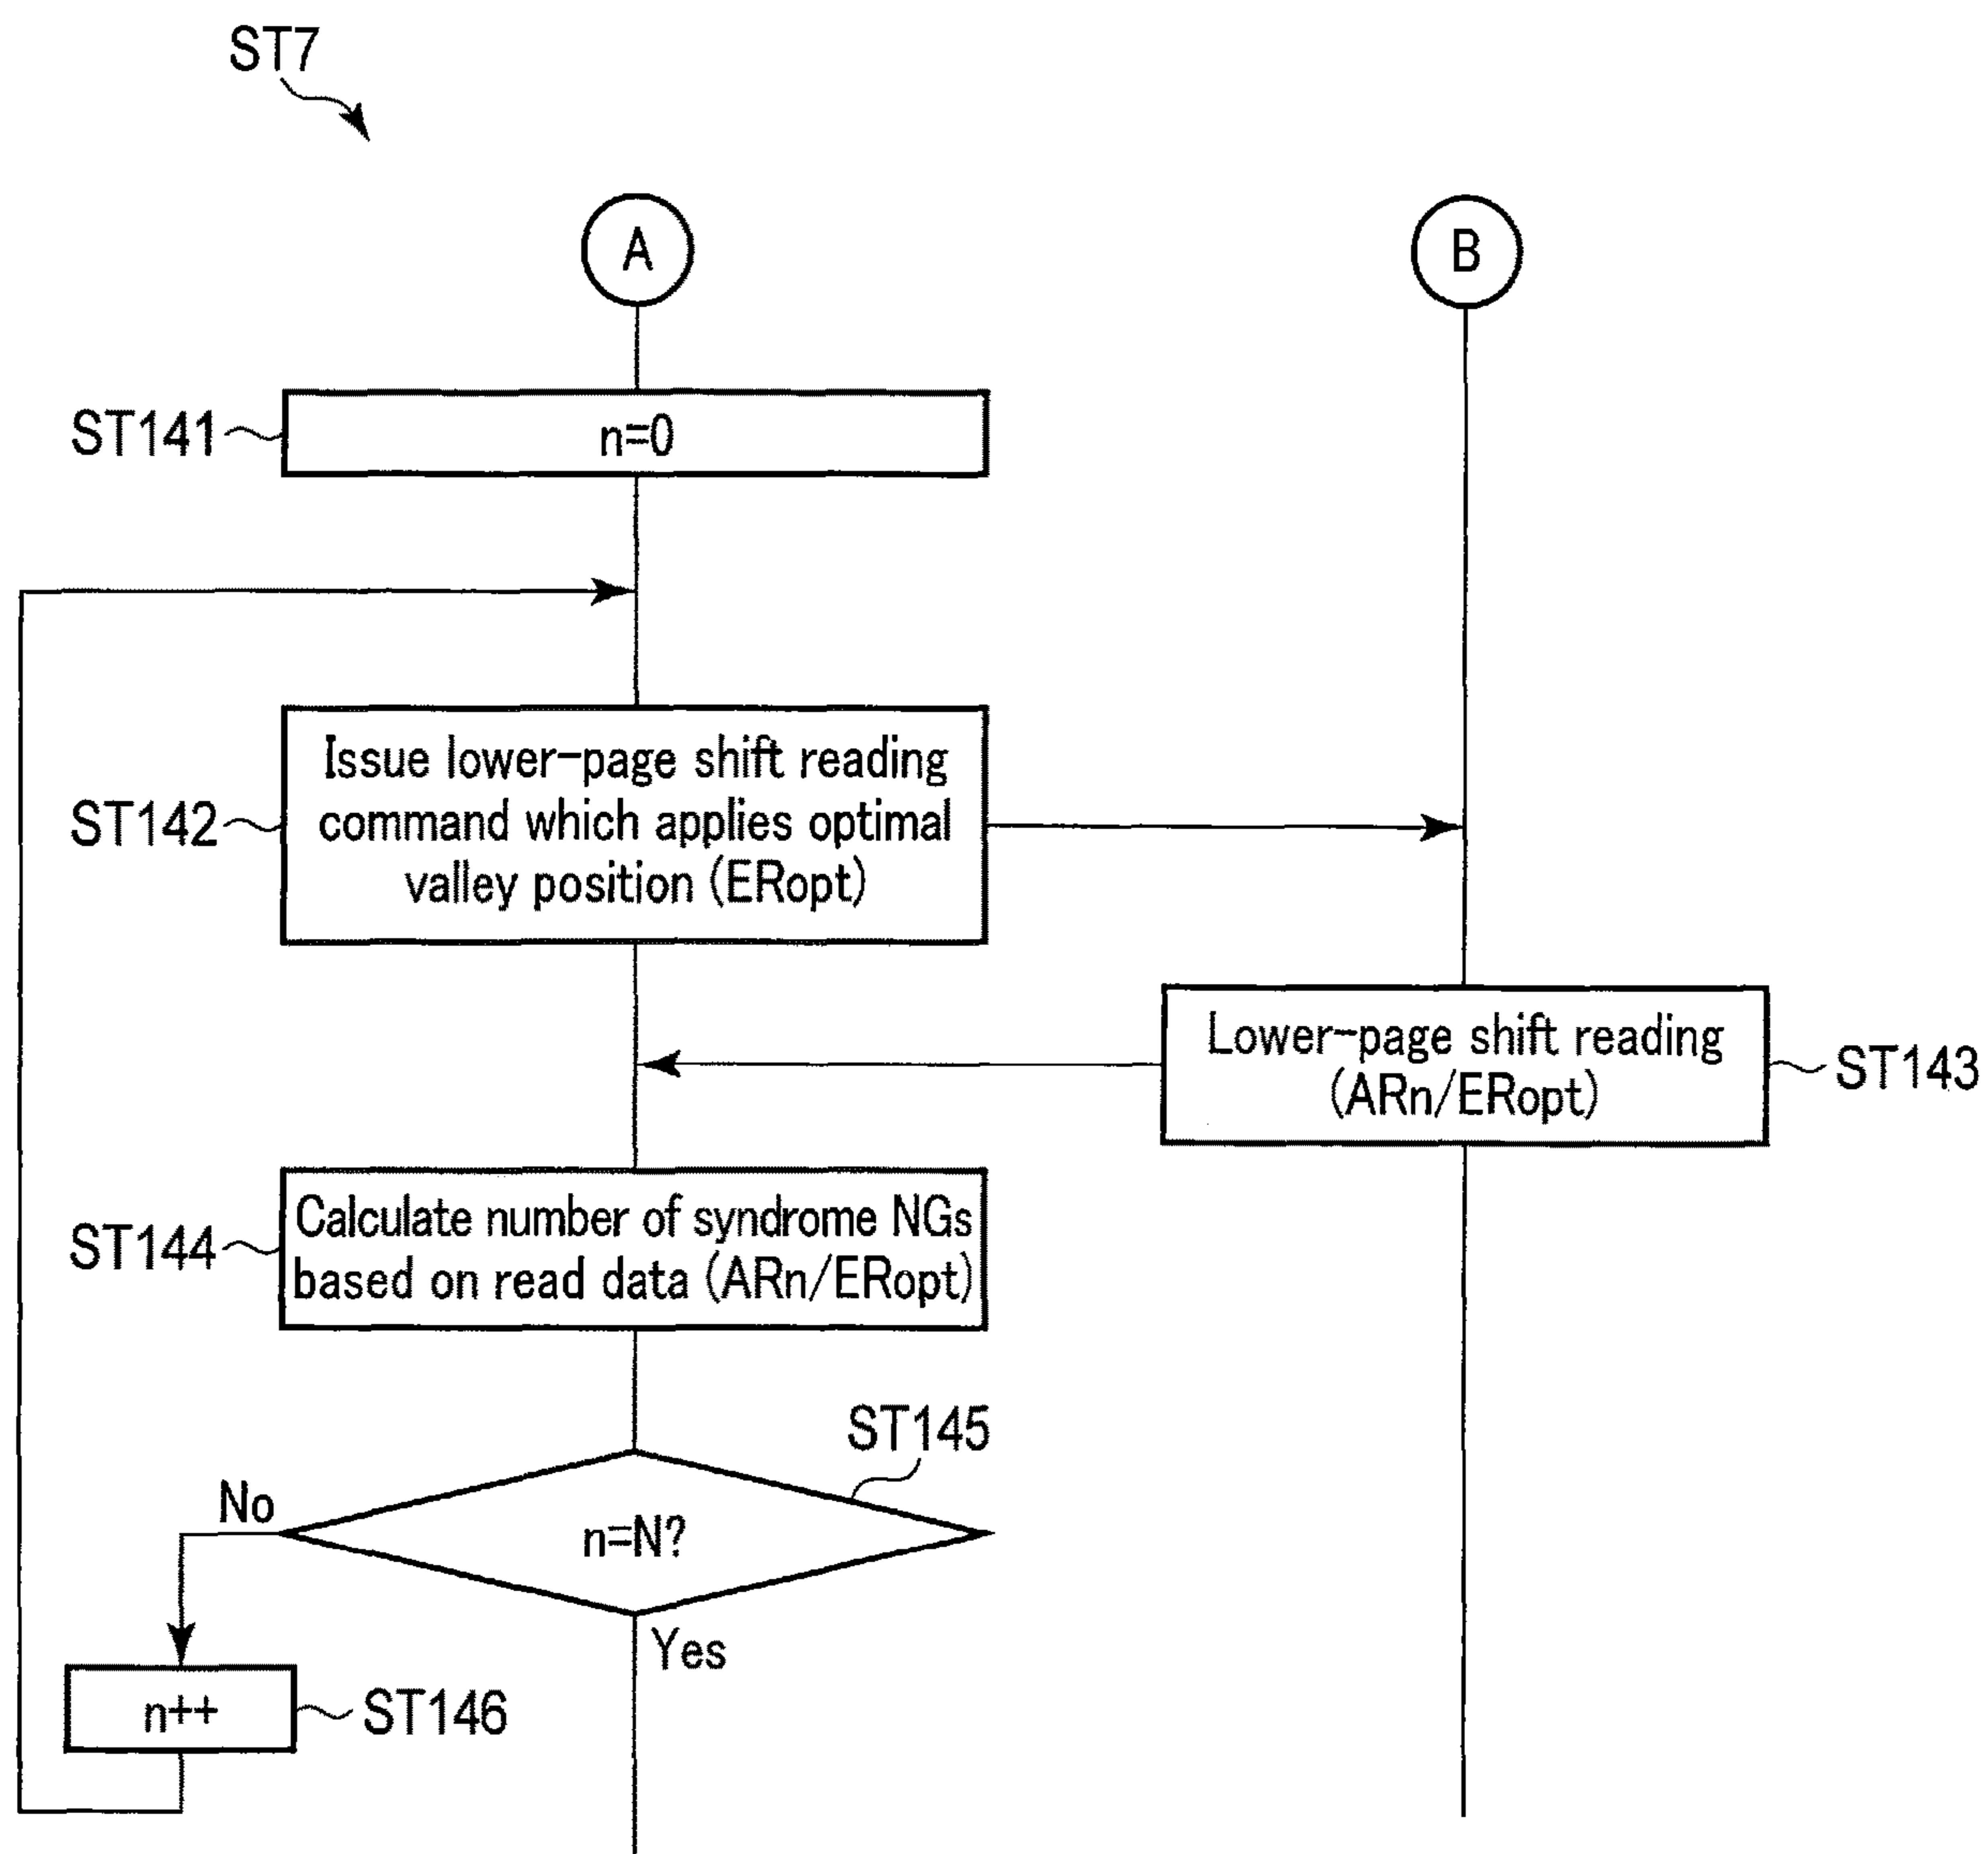 ST7
A
B
ST141
n=0
ST142
Issue lower-page shift reading
command which applies optimal
valley position (ERopt)
Lower-page shift reading
(ARn/ERopt)
ST143
ST144
Calculate number of syndrome NGs
based on read data (ARn/ERopt)
ST145
No
n=N?
Yes
n++
ST146